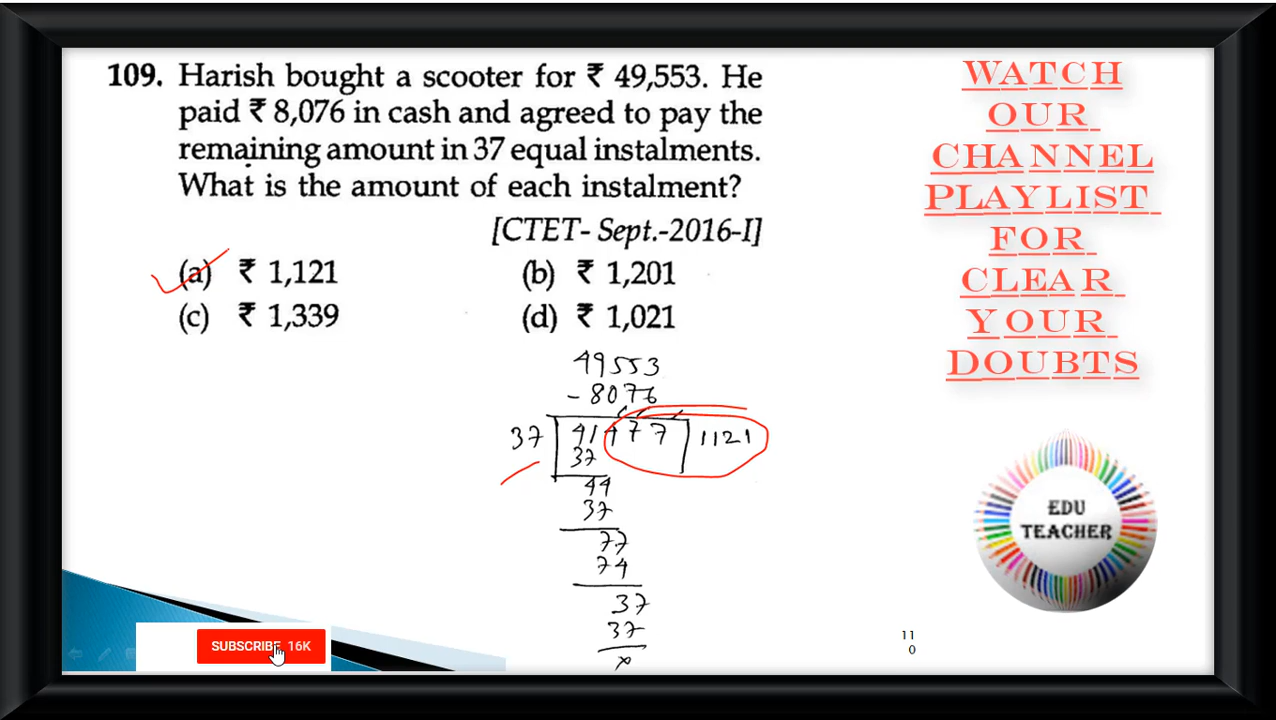 109. Harish bought a scooter for ₹ 49,553. He
paid ₹ 8,076 in cash and agreed to pay the
remaining amount in 37 equal instalments.
What is the amount of each instalment?
[CTET- Sept.-2016-I]
(a) ₹ 1,121 (b) ₹ 1,201
(c) ₹ 1,339 (d) ₹ 1,021
49553
- 8076
37 41477 1121
37
44
37
77
74
37
37
x
WATCH
OUR
CHANNEL
PLAYLIST
FOR
CLEAR
YOUR
DOUBTS
EDU
TEACHER
SUBSCRIBE 16K
11
0